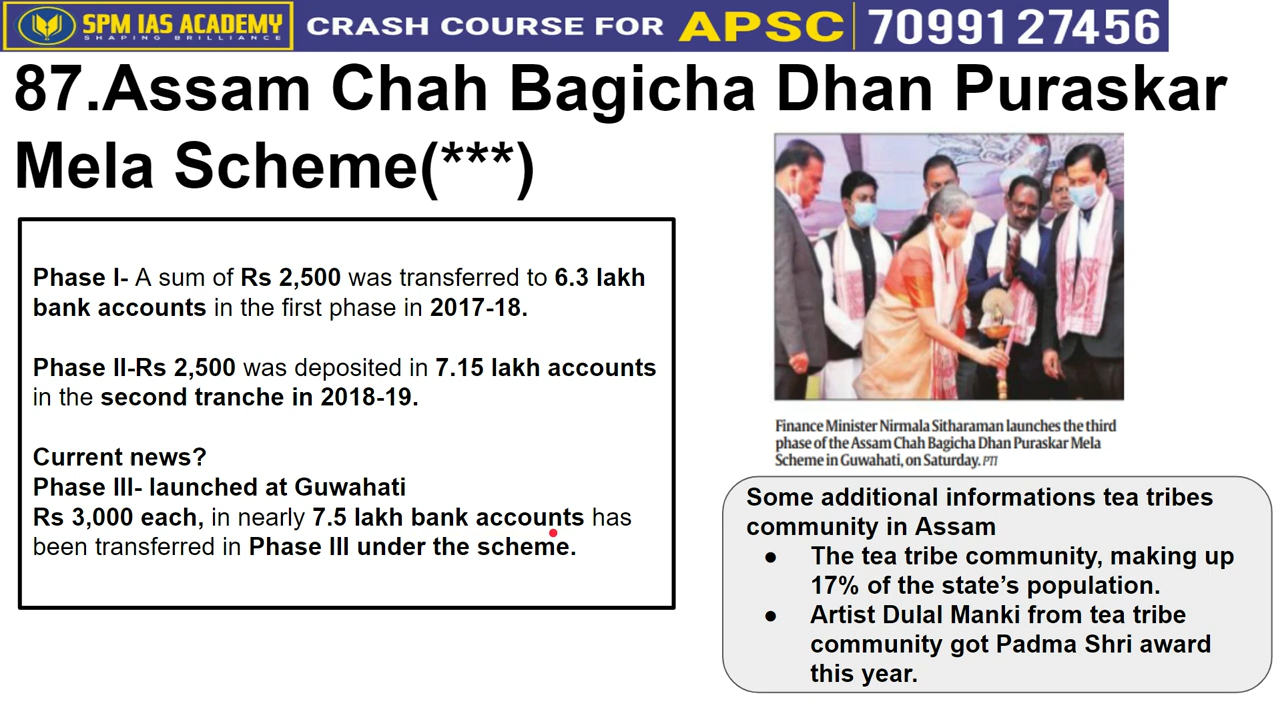 SPM IAS ACADEMY
SHAPING BRILLIANCE
CRASH COURSE FOR APSC 70991 27456
87.Assam Chah Bagicha Dhan Puraskar
Mela Scheme(***)
Phase I- A sum of Rs 2,500 was transferred to 6.3 lakh
bank accounts in the first phase in 2017-18.
Phase II-Rs 2,500 was deposited in 7.15 lakh accounts
in the second tranche in 2018-19.
Current news?
Phase III- launched at Guwahati
Rs 3,000 each, in nearly 7.5 lakh bank accounts has
been transferred in Phase III under the scheme.
Finance Minister Nirmala Sitharaman launches the third
phase of the Assam Chah Bagicha Dhan Puraskar Mela
Scheme in Guwahati, on Saturday. PTI
Some additional informations tea tribes
community in Assam
● The tea tribe community, making up
17% of the state's population.
● Artist Dulal Manki from tea tribe
community got Padma Shri award
this year.